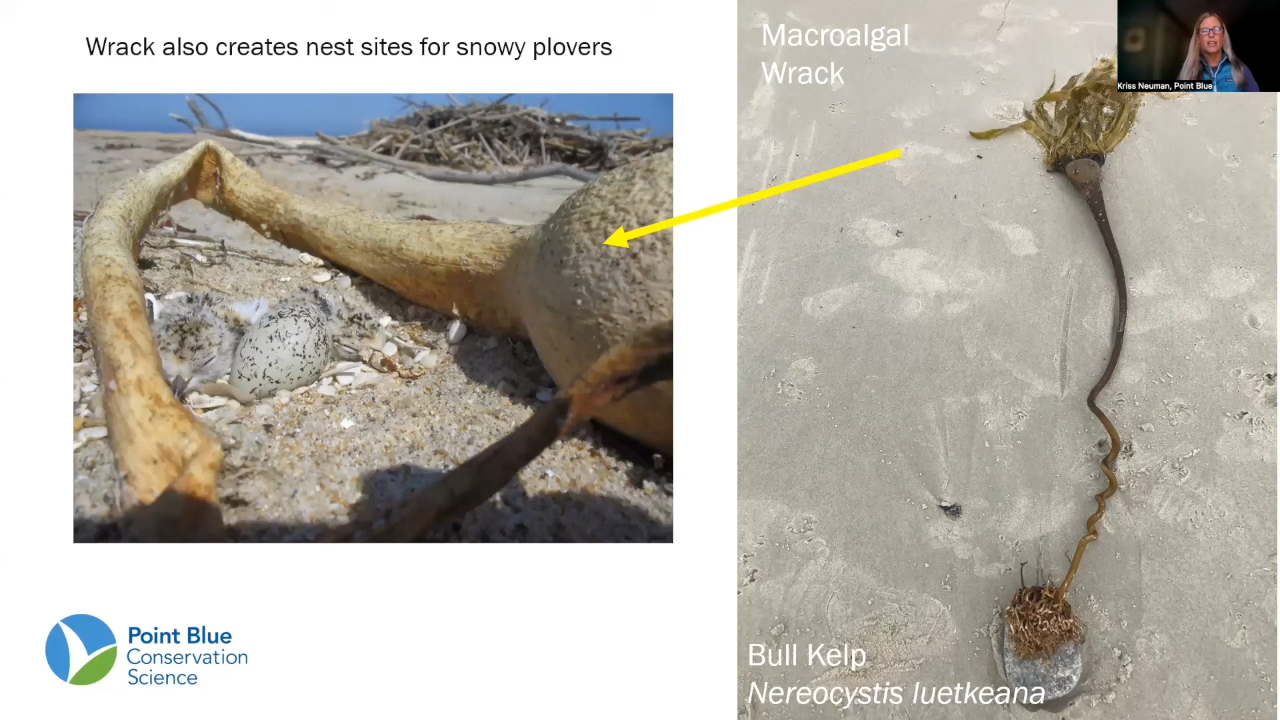 Wrack also creates nest sites for snowy plovers
Macroalgal
Wrack
Kriss Neuman, Point Blue
Point Blue
Conservation
Science
Bull Kelp
Nereocystis luetkeana